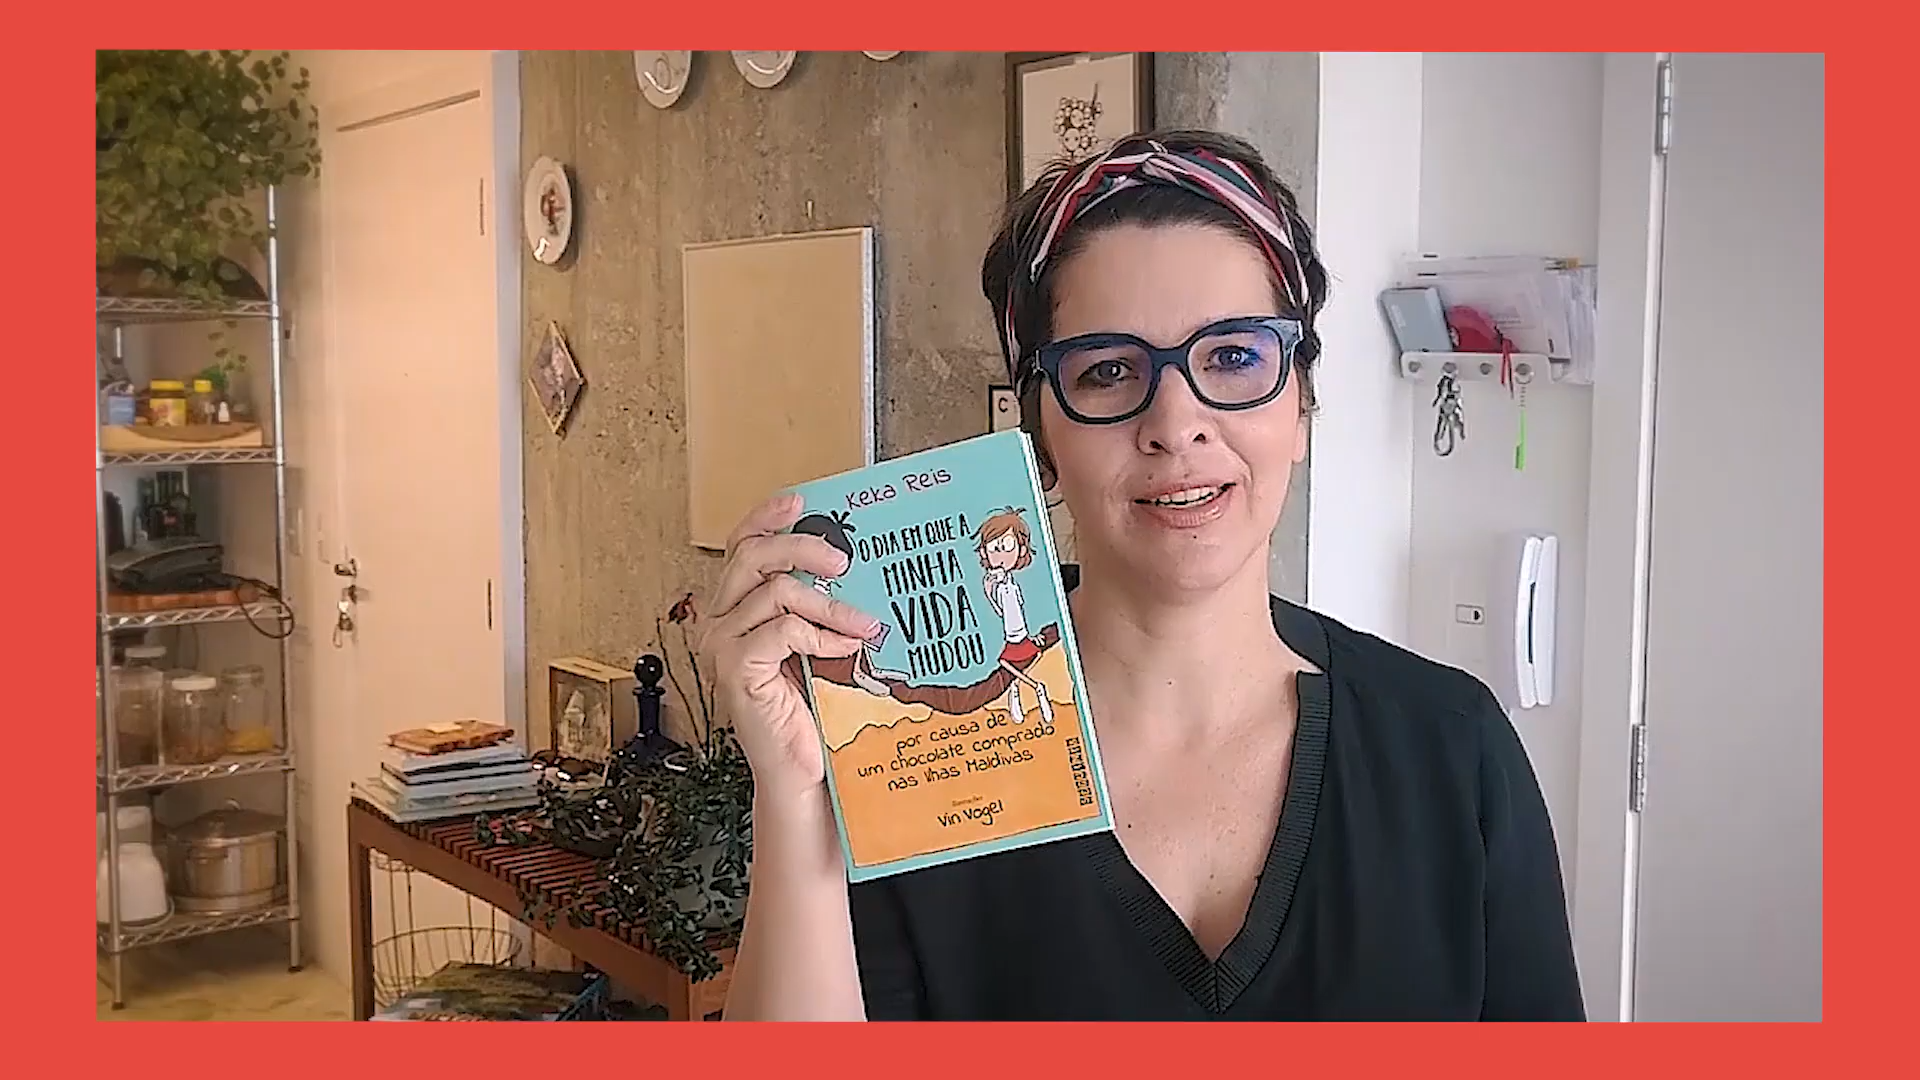 Keka Reis
O DIA EM QUE A
MINHA
VIDA
MUDOU
por causa de
um chocolate comprado
nas Ilhas Maldivas
Ilustrações
Vin Vogel
C